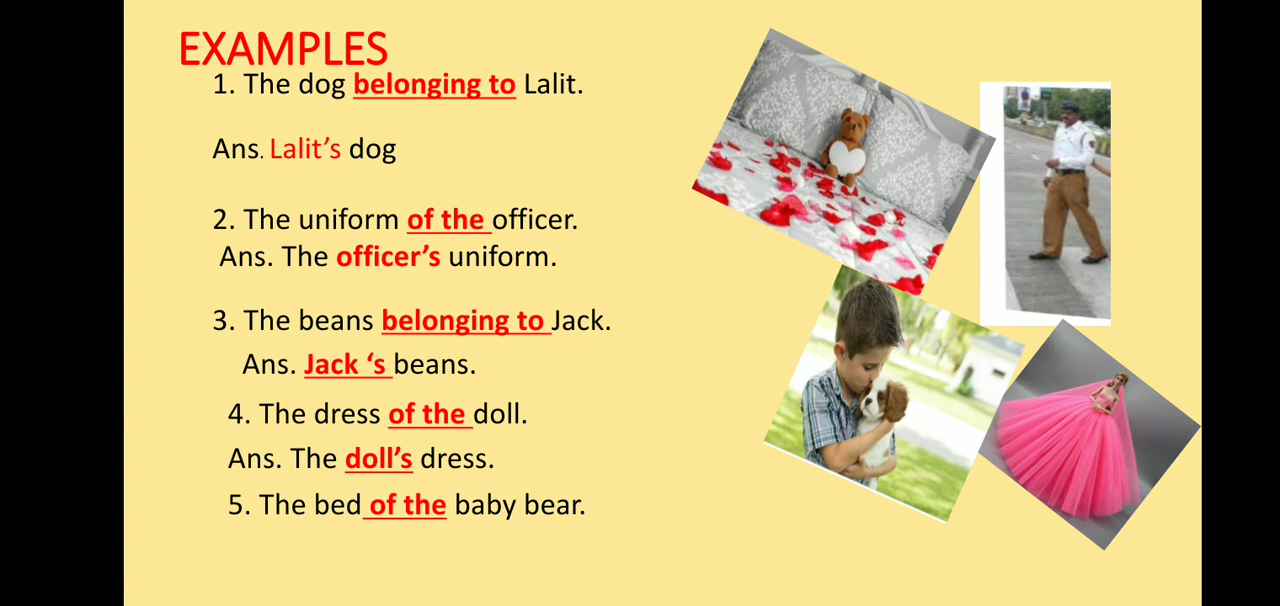 EXAMPLES
1. The dog belonging to Lalit.
Ans. Lalit’s dog
2. The uniform of the officer.
Ans. The officer’s uniform.
3. The beans belonging to Jack.
Ans. Jack ‘s beans.
4. The dress of the doll.
Ans. The doll’s dress.
5. The bed of the baby bear.